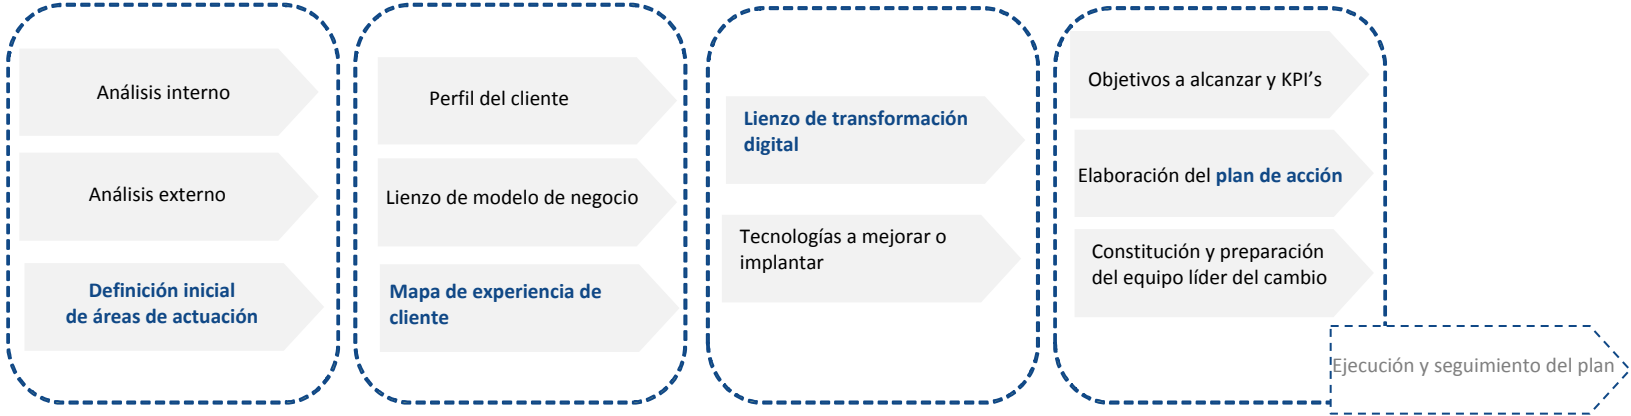 Análisis interno
Análisis externo
Definición inicial
de áreas de actuación
Perfil del cliente
Lienzo de modelo de negocio
Mapa de experiencia de
cliente
Lienzo de transformación
digital
Tecnologías a mejorar o
implantar
Objetivos a alcanzar y KPI's
Elaboración del plan de acción
Constitución y preparación
del equipo líder del cambio
Ejecución y seguimiento del plan